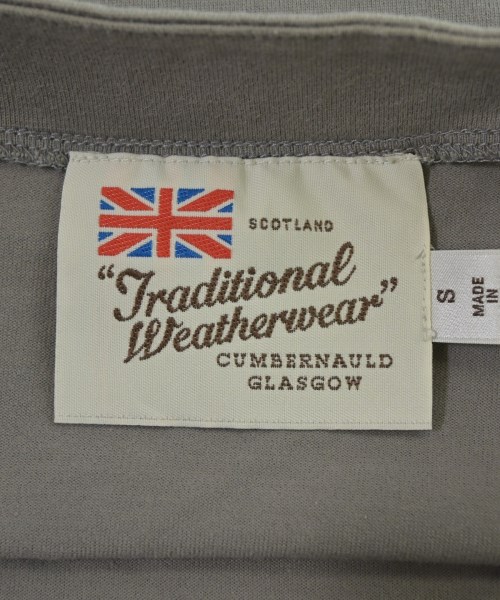 SCOTLAND
“Traditional
Weatherwear”
CUMBERNAULD
GLASGOW
S
MADE
IN